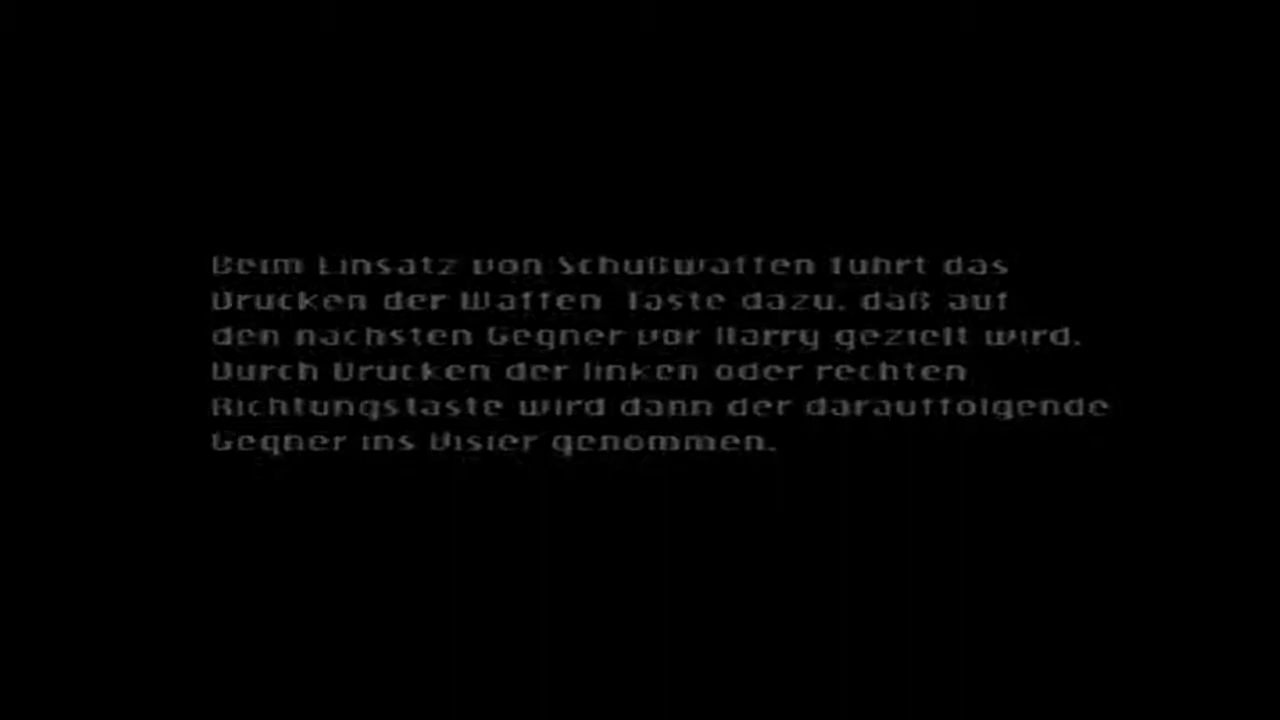 Beim Einsatz von Schußwaffen führt das
Drücken der Waffen-Taste dazu, daß auf
den nächsten Gegner vor Harry gezielt wird.
Durch Drücken der linken oder rechten
Richtungstaste wird dann der darauffolgende
Gegner ins Visier genommen.